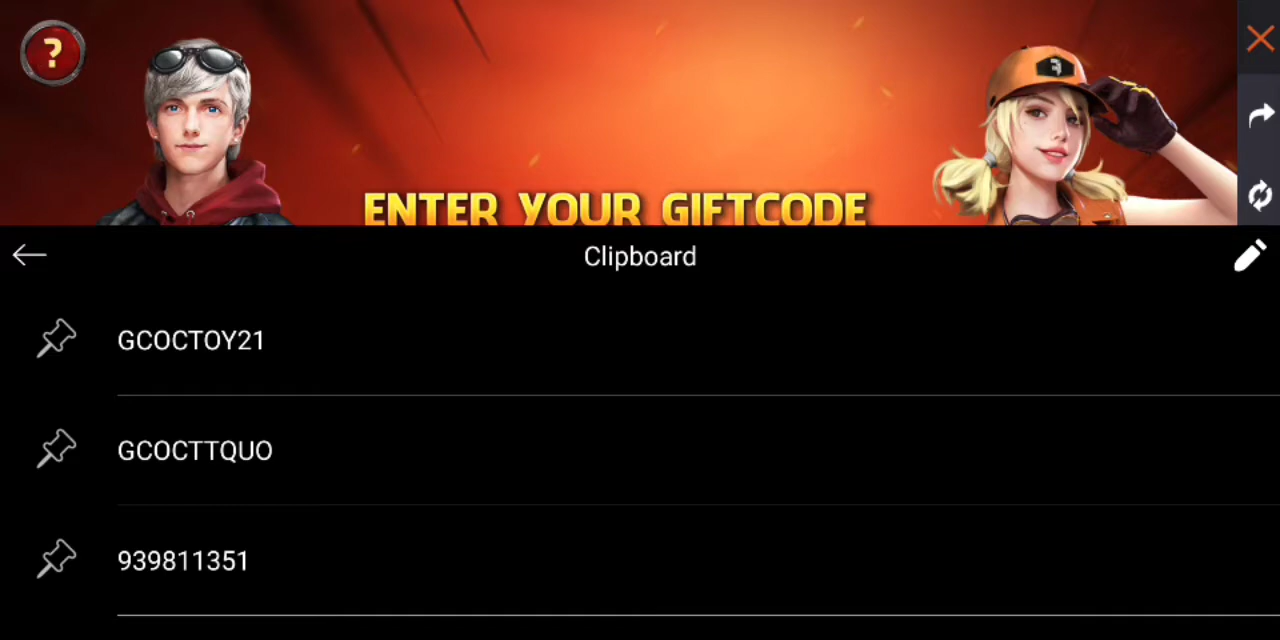 ?
ENTER YOUR GIFTCODE
Clipboard
GCOCTOY21
GCOCTTQUO
939811351